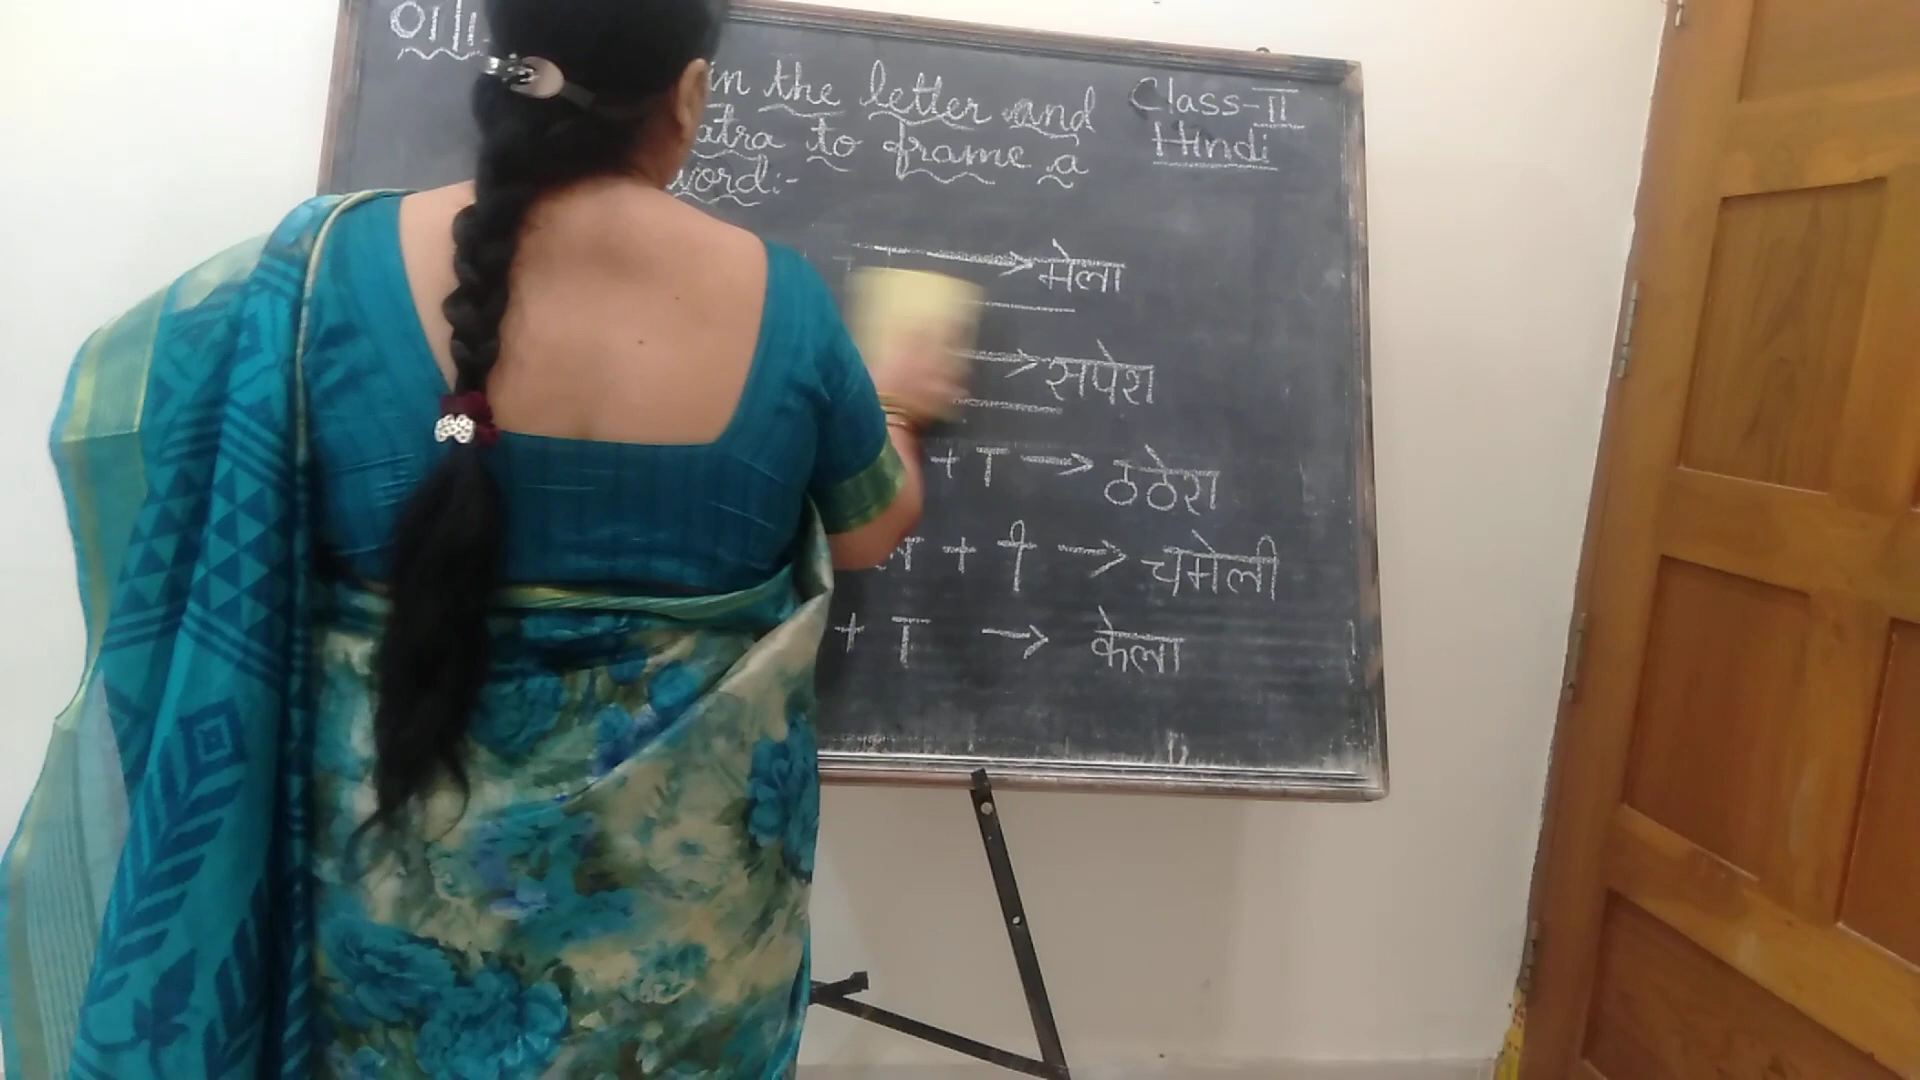 in the letter and
Class-II
atra to frame a
Hindi
word:-
→ मेला
→ सपेरा
+ ा → ठठेरा
+ ी → चमेली
+ ा → केला